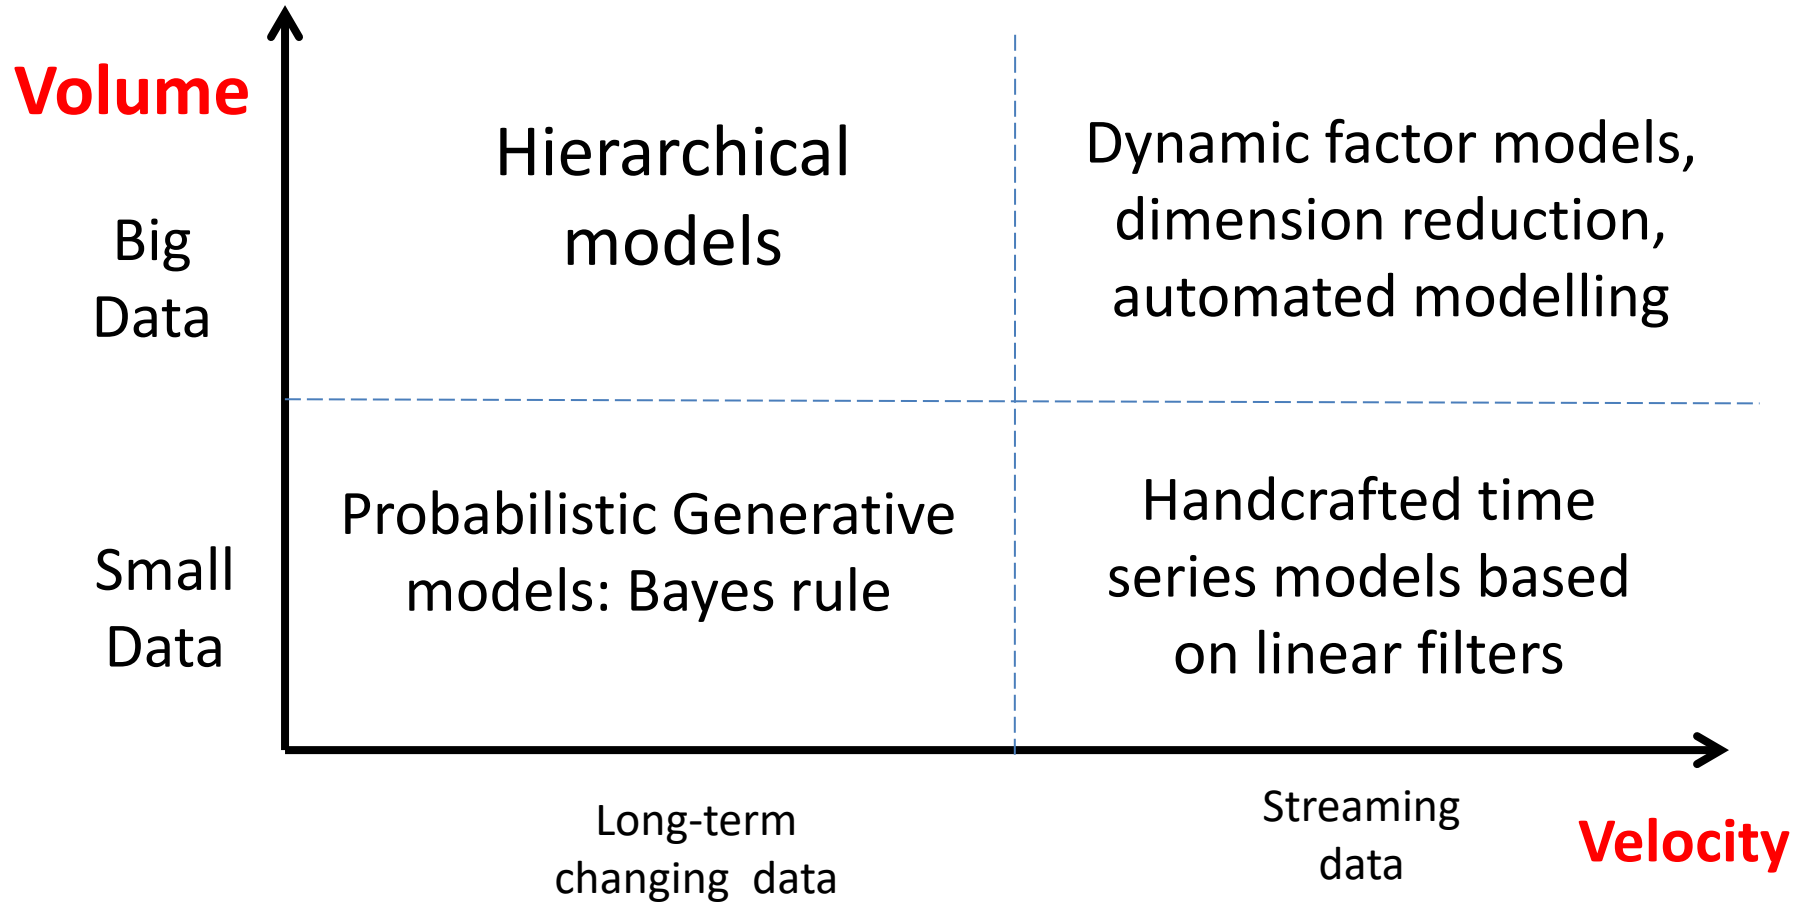 Volume
Big
Data
Small
Data
Hierarchical
models
Dynamic factor models,
dimension reduction,
automated modelling
Probabilistic Generative
models: Bayes rule
Handcrafted time
series models based
on linear filters
Long-term
changing data
Streaming
data
Velocity